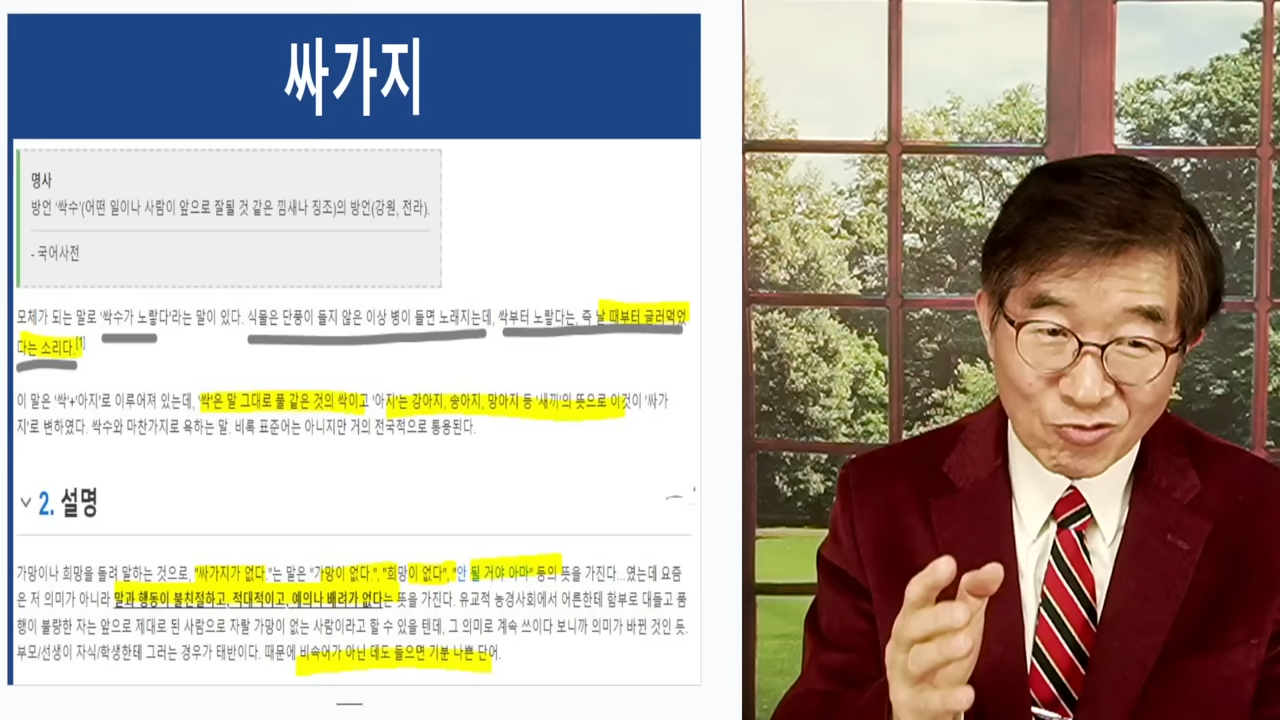 싸가지
명사
방언 '싹수'(어떤 일이나 사람이 앞으로 잘될 것 같은 낌새나 징조)의 방언(강원, 전라).
- 국어사전
모체가 되는 말로 '싹수가 노랗다'라는 말이 있다. 식물은 단풍이 들지 않은 이상 병이 들면 노래지는데, 싹부터 노랗다는, 즉 날 때부터 글러먹었
다는 소리다.[1]
이 말은 '싹'+'아지'로 이루어져 있는데, '싹'은 말 그대로 풀 같은 것의 싹이고 '아지'는 강아지, 송아지, 망아지 등 '새끼'의 뜻으로 이것이 '싸가
지'로 변하였다. 싹수와 마찬가지로 욕하는 말. 비록 표준어는 아니지만 거의 전국적으로 통용된다.
2. 설명
가망이나 희망을 돌려 말하는 것으로, "싸가지가 없다."는 말은 "가망이 없다.", "희망이 없다", "안 될 거야 아마" 등의 뜻을 가진다...였는데 요즘
은 저 의미가 아니라 말과 행동이 불친절하고, 적대적이고, 예의나 배려가 없다는 뜻을 가진다. 유교적 농경사회에서 어른한테 함부로 대들고 품
행이 불량한 자는 앞으로 제대로 된 사람으로 자랄 가망이 없는 사람이라고 할 수 있을 텐데, 그 의미로 계속 쓰이다 보니까 의미가 바뀐 것인 듯.
부모/선생이 자식/학생한테 그러는 경우가 태반이다. 때문에 비속어가 아닌 데도 들으면 기분 나쁜 단어.